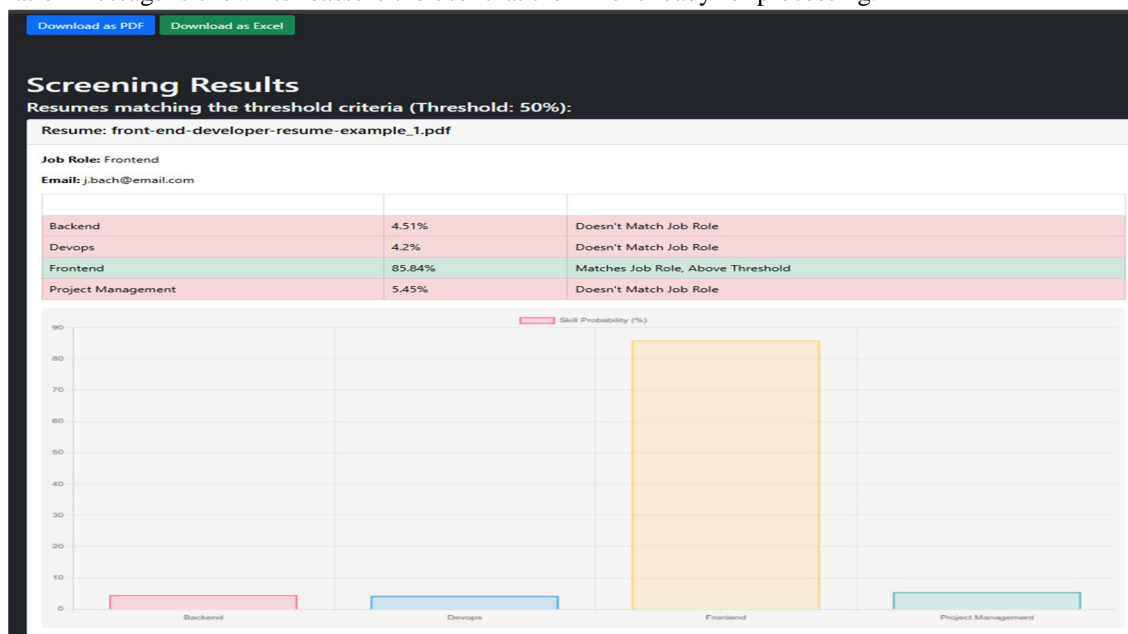 Download as PDF Download as Excel
Screening Results
Resumes matching the threshold criteria (Threshold: 50%):
Resume: front-end-developer-resume-example_1.pdf
Job Role: Frontend
Email: j.bach@email.com
Backend 4.51% Doesn't Match Job Role
Devops 4.2% Doesn't Match Job Role
Frontend 85.84% Matches Job Role, Above Threshold
Project Management 5.45% Doesn't Match Job Role
Skill Probability (%)
90
80
70
60
50
40
30
20
10
0
Backend Devops Frontend Project Management